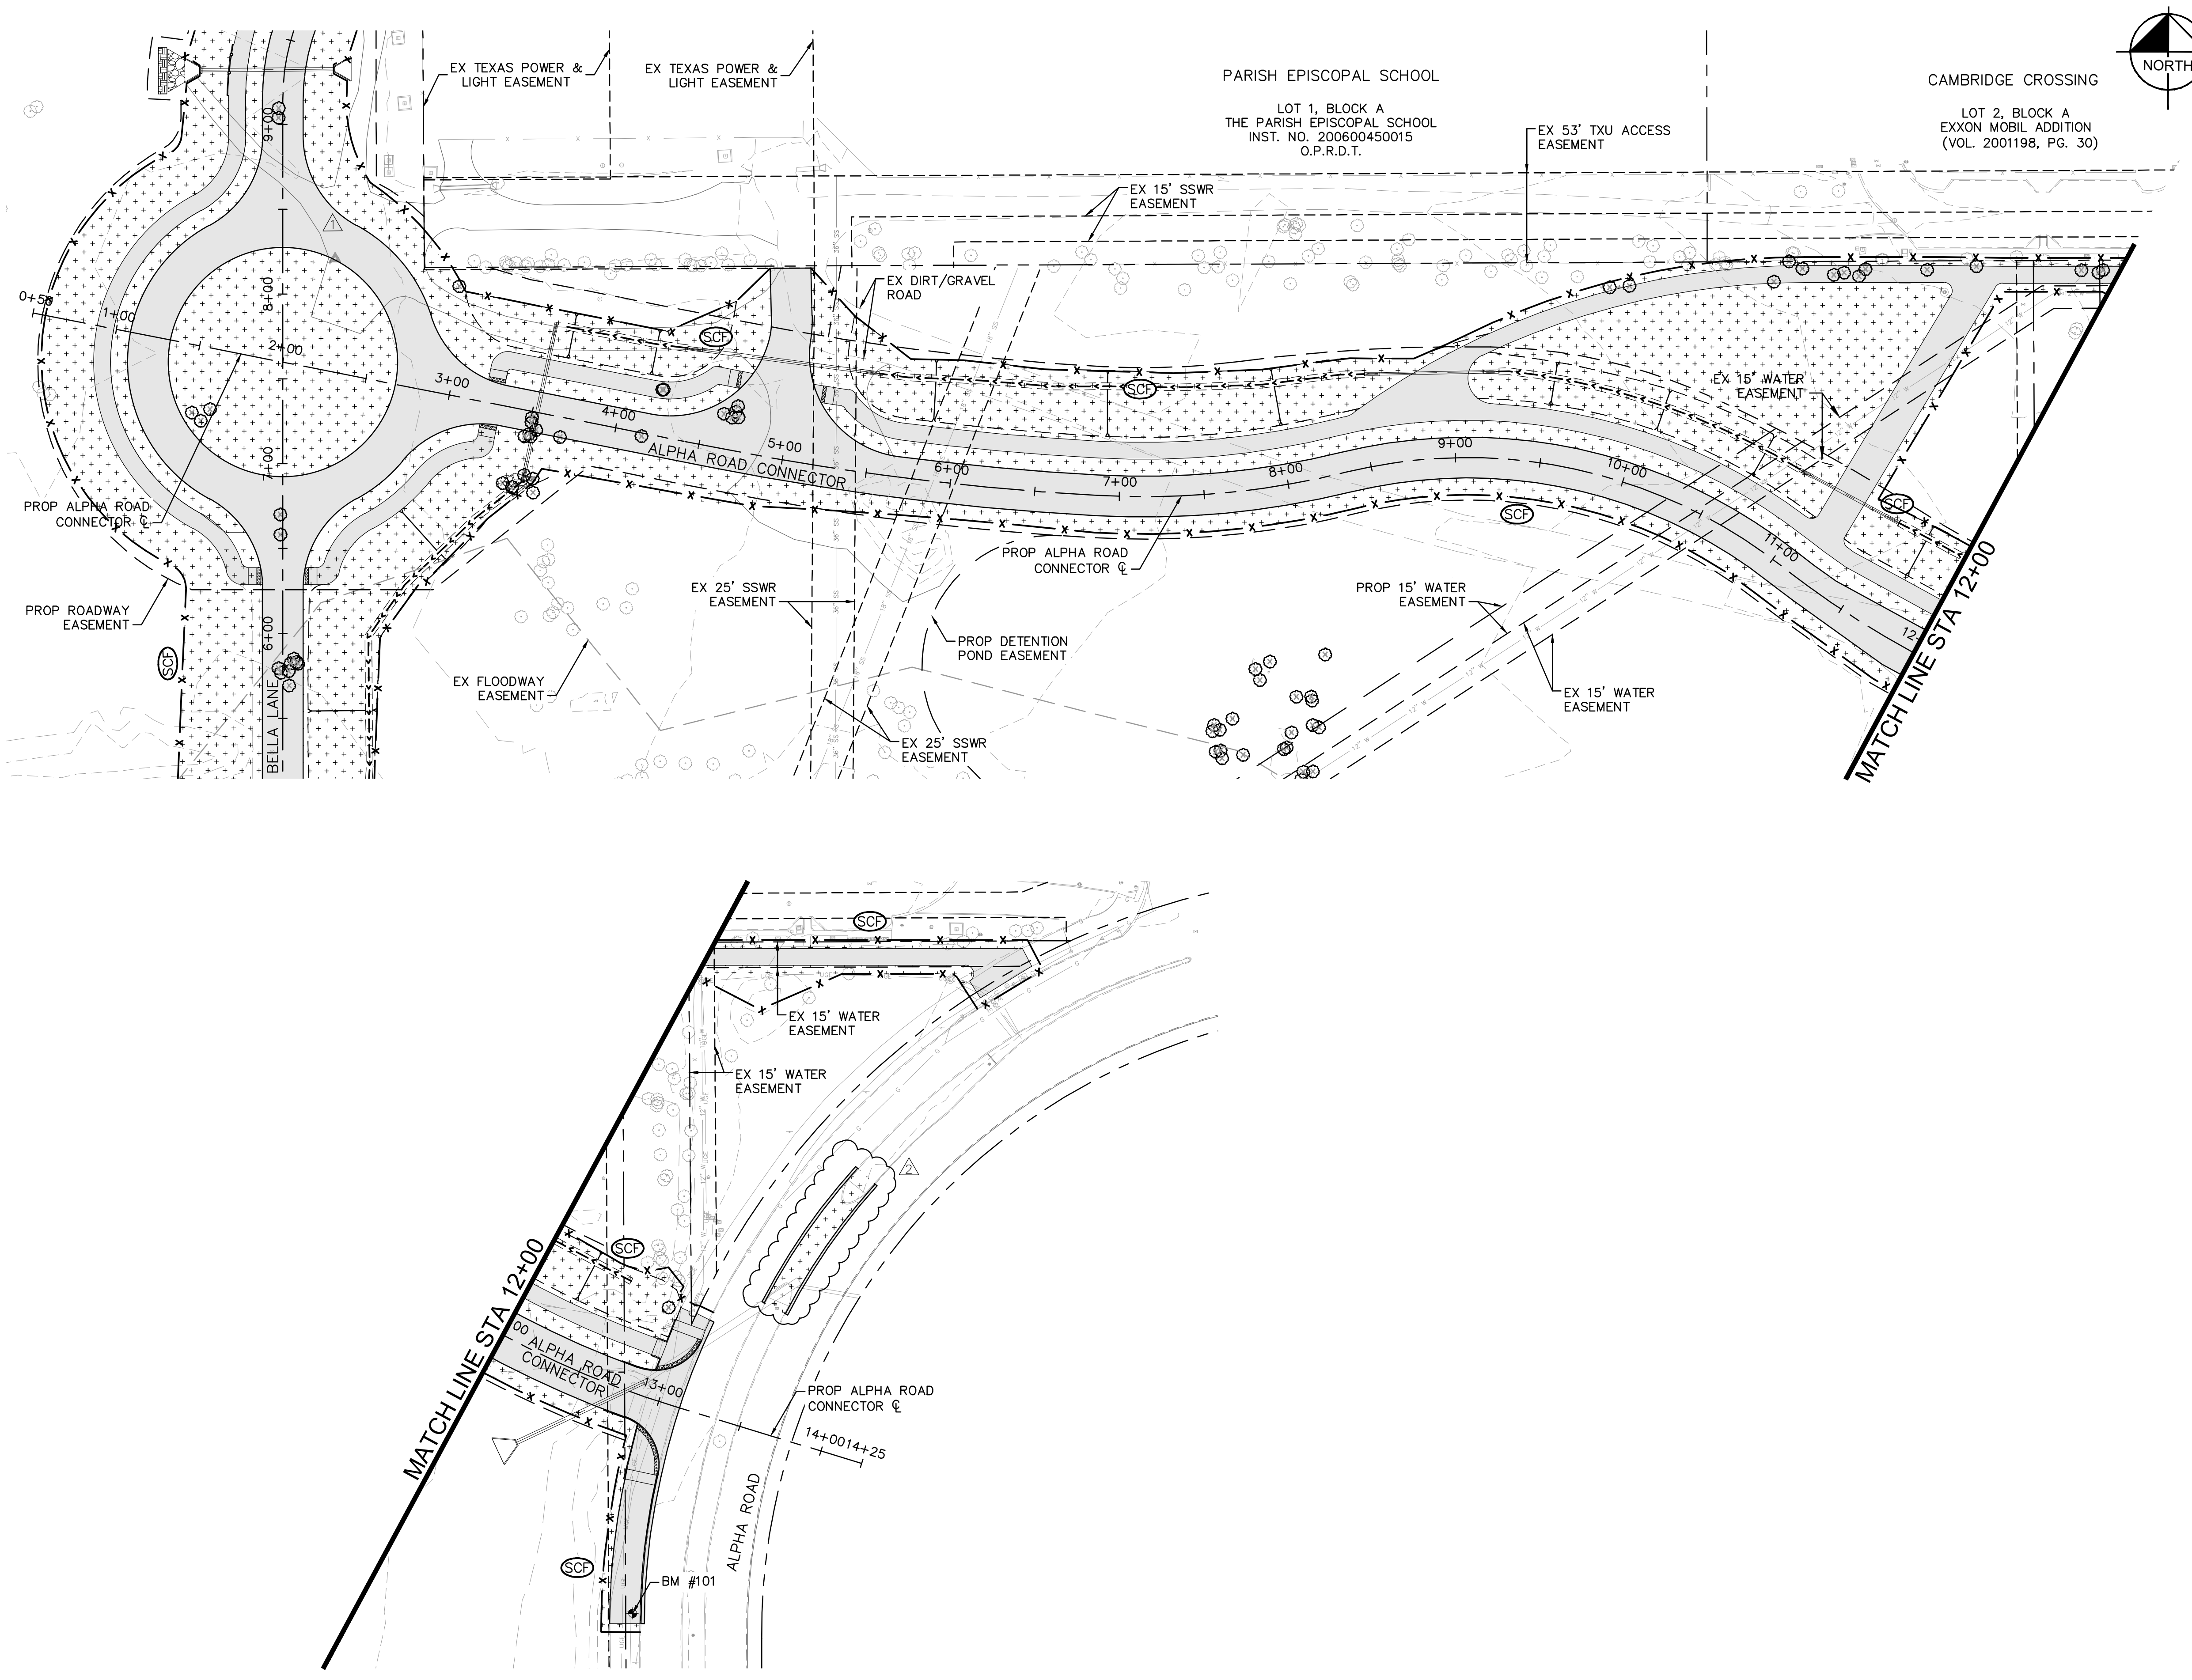 NORTH
EX TEXAS POWER &
LIGHT EASEMENT
EX TEXAS POWER &
LIGHT EASEMENT
PARISH EPISCOPAL SCHOOL
LOT 1, BLOCK A
THE PARISH EPISCOPAL SCHOOL
INST. NO. 200600450015
O.P.R.D.T.
CAMBRIDGE CROSSING
LOT 2, BLOCK A
EXXON MOBIL ADDITION
(VOL. 2001198, PG. 30)
EX 53' TXU ACCESS
EASEMENT
EX 15' SSWR
EASEMENT
EX DIRT/GRAVEL
ROAD
9+00
8+00
7+00
6+00
1
1+00
2+00
3+00
4+00
5+00
6+00
7+00
8+00
9+00
10+00
11+00
SCF
SCF
SCF
SCF
SCF
ALPHA ROAD CONNECTOR
EX 15' WATER
EASEMENT
PROP ALPHA ROAD
CONNECTOR ℄
PROP ALPHA ROAD
CONNECTOR ℄
PROP ROADWAY
EASEMENT
EX 25' SSWR
EASEMENT
PROP 15' WATER
EASEMENT
PROP DETENTION
POND EASEMENT
EX FLOODWAY
EASEMENT
EX 15' WATER
EASEMENT
EX 25' SSWR
EASEMENT
BELLA LANE
MATCH LINE STA 12+00
SCF
EX 15' WATER
EASEMENT
EX 15' WATER
EASEMENT
2
SCF
MATCH LINE STA 12+00
00
ALPHA ROAD
CONNECTOR
13+00
PROP ALPHA ROAD
CONNECTOR ℄
14+00
14+25
ALPHA ROAD
SCF
BM #101